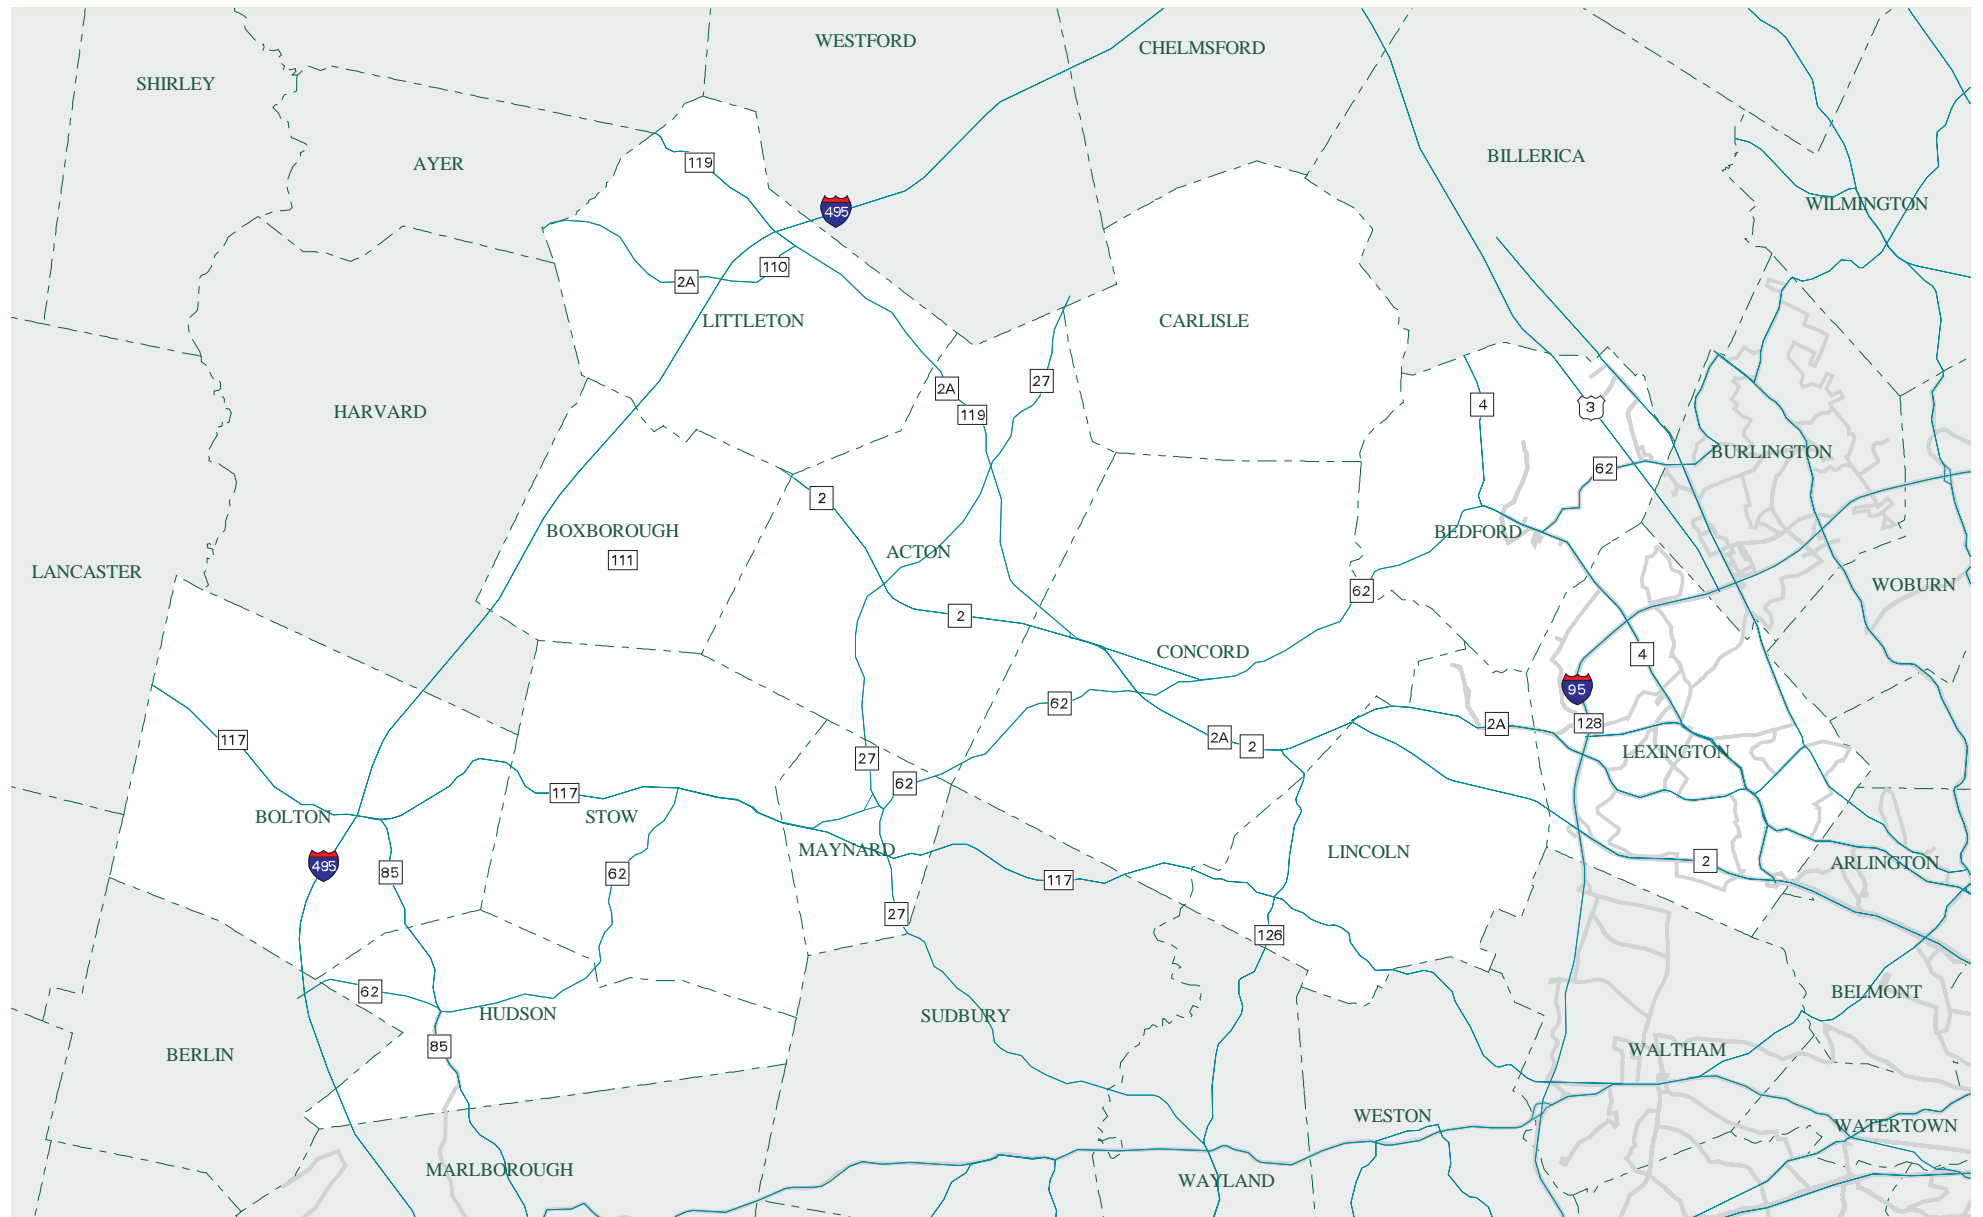 WESTFORD
CHELMSFORD
SHIRLEY
AYER
119
BILLERICA
WILMINGTON
495
110
2A
LITTLETON
CARLISLE
27
2A
4
3
HARVARD
119
BURLINGTON
62
2
BOXBOROUGH
BEDFORD
ACTON
111
LANCASTER
WOBURN
62
2
CONCORD
4
95
62
128
2A
117
2A
2
LEXINGTON
27
62
117
BOLTON
STOW
MAYNARD
LINCOLN
2
ARLINGTON
495
85
62
117
27
126
62
BELMONT
HUDSON
SUDBURY
85
BERLIN
WALTHAM
WESTON
WATERTOWN
MARLBOROUGH
WAYLAND